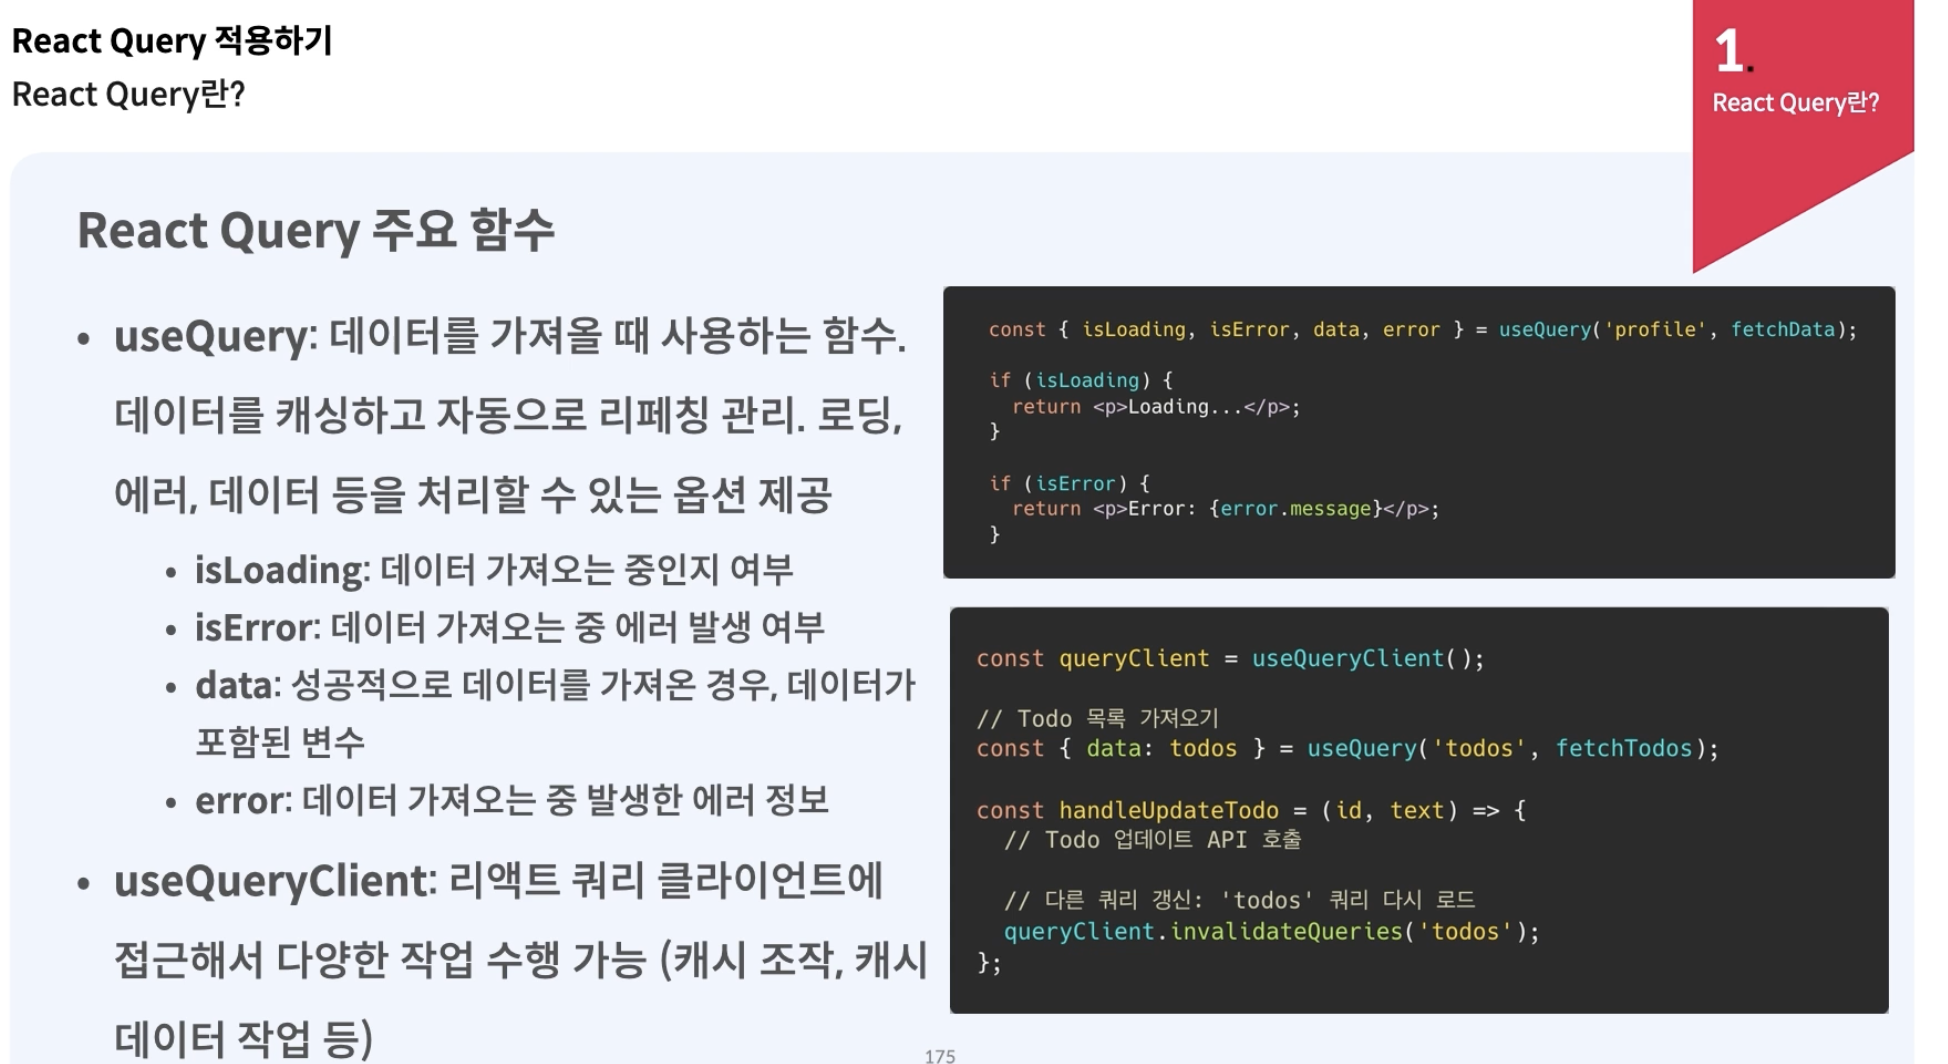 React Query 적용하기
React Query란?
1.
React Query란?
React Query 주요 함수
• useQuery: 데이터를 가져올 때 사용하는 함수.
데이터를 캐싱하고 자동으로 리페칭 관리. 로딩,
에러, 데이터 등을 처리할 수 있는 옵션 제공
• isLoading: 데이터 가져오는 중인지 여부
• isError: 데이터 가져오는 중 에러 발생 여부
• data: 성공적으로 데이터를 가져온 경우, 데이터가
포함된 변수
• error: 데이터 가져오는 중 발생한 에러 정보
• useQueryClient: 리액트 쿼리 클라이언트에
접근해서 다양한 작업 수행 가능 (캐시 조작, 캐시
데이터 작업 등)
const { isLoading, isError, data, error } = useQuery('profile', fetchData);
if (isLoading) {
return <p>Loading...</p>;
}
if (isError) {
return <p>Error: {error.message}</p>;
}
const queryClient = useQueryClient();
// Todo 목록 가져오기
const { data: todos } = useQuery('todos', fetchTodos);
const handleUpdateTodo = (id, text) => {
// Todo 업데이트 API 호출
// 다른 쿼리 갱신: 'todos' 쿼리 다시 로드
queryClient.invalidateQueries('todos');
};
175